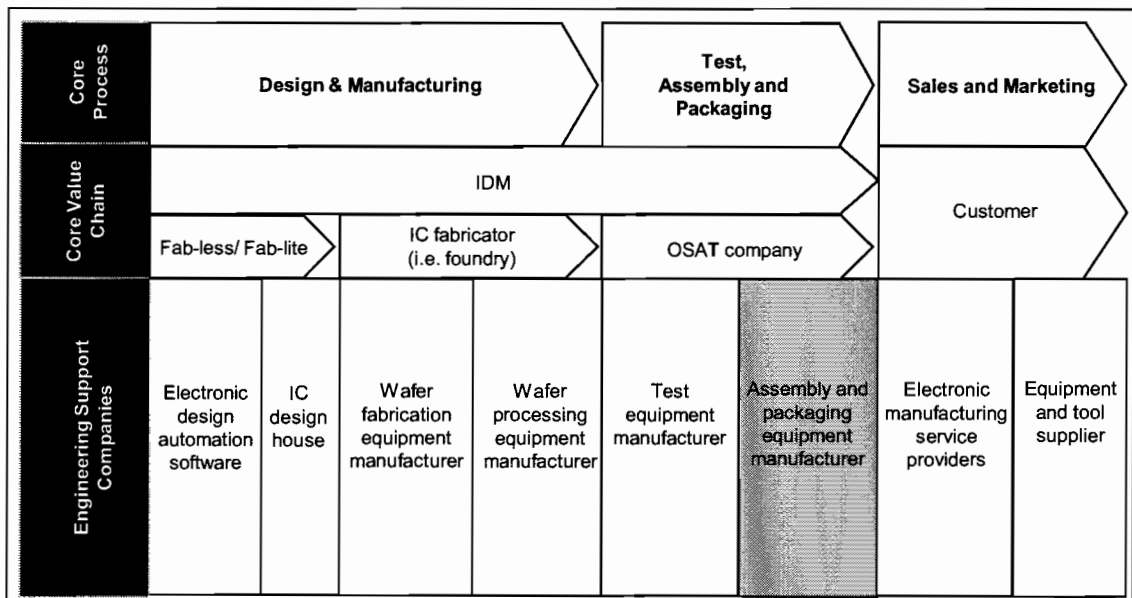 Core
Process
Design & Manufacturing
Test,
Assembly and
Packaging
Sales and Marketing
Core Value
Chain
IDM
Customer
Fab-less/ Fab-lite
IC fabricator
(i.e. foundry)
OSAT company
Engineering Support
Companies
Electronic
design
automation
software
IC
design
house
Wafer
fabrication
equipment
manufacturer
Wafer
processing
equipment
manufacturer
Test
equipment
manufacturer
Assembly and
packaging
equipment
manufacturer
Electronic
manufacturing
service
providers
Equipment
and tool
supplier